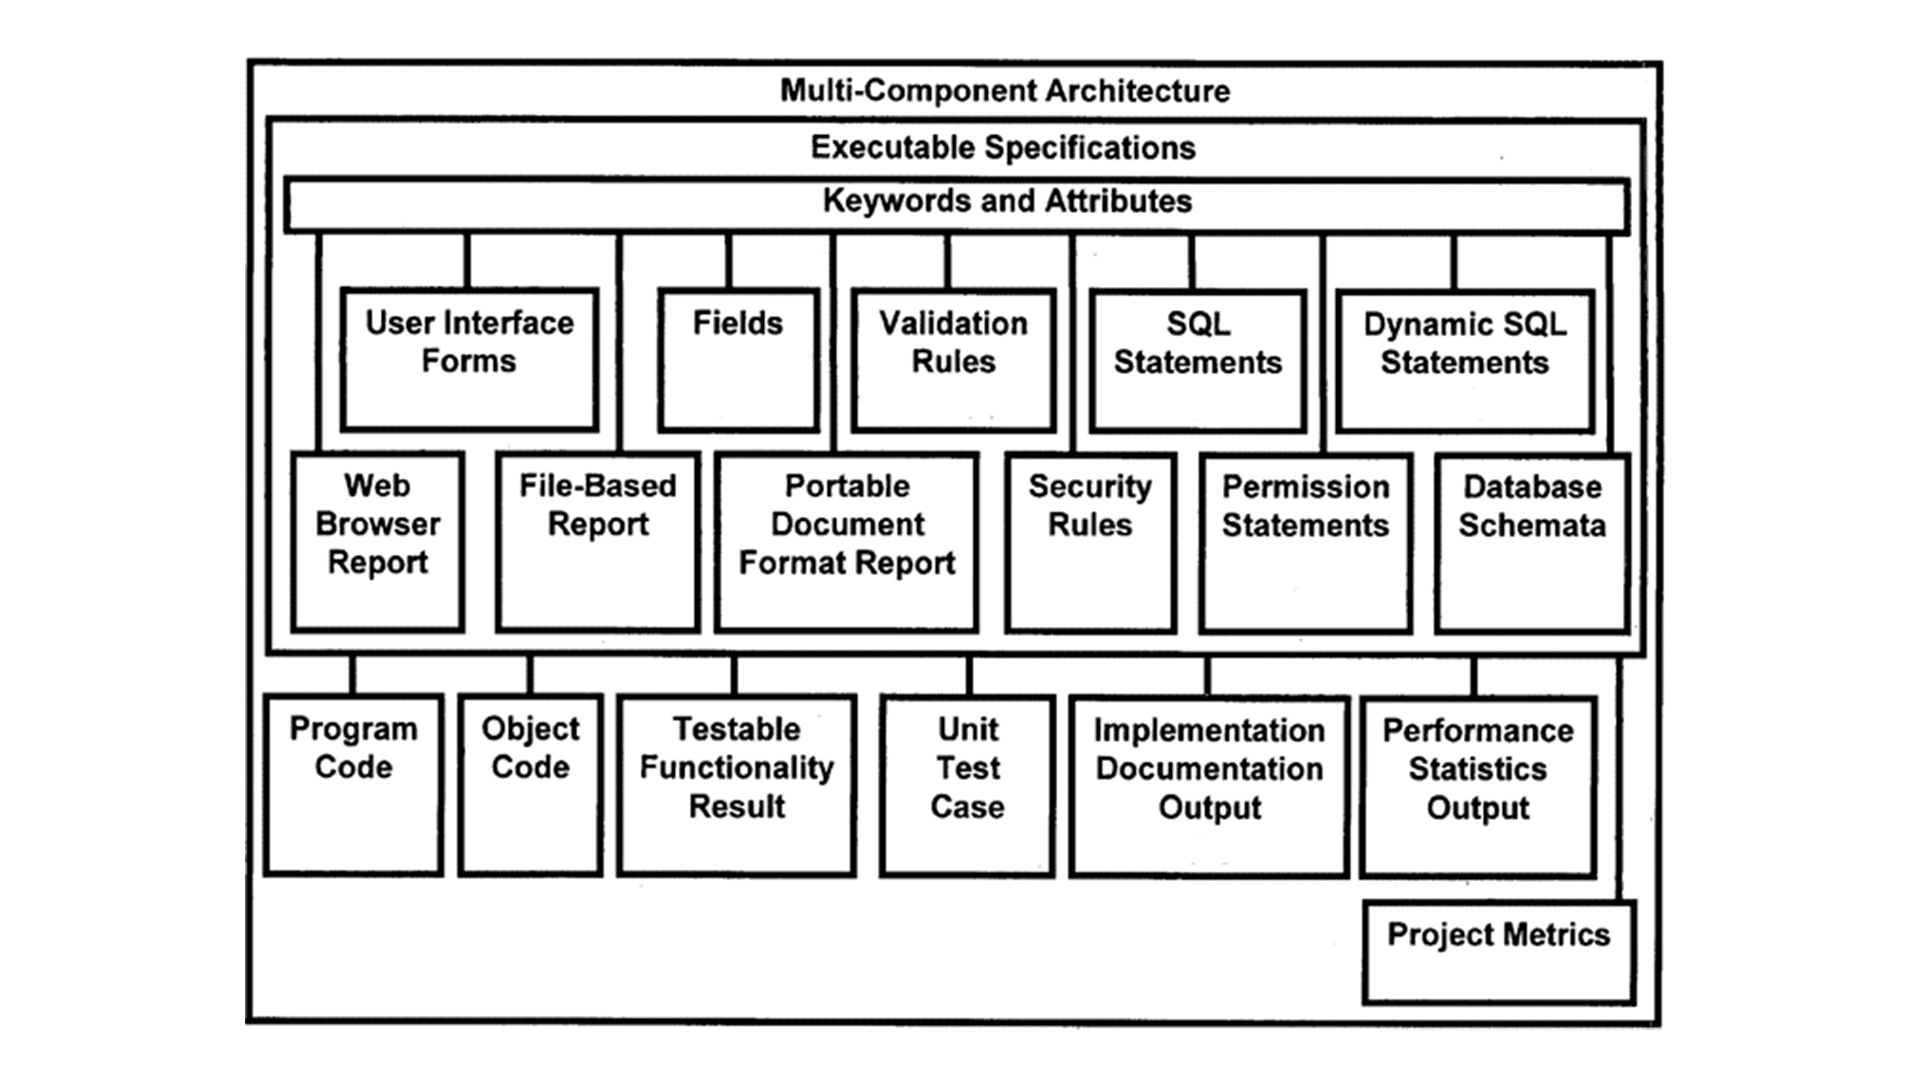 Multi-Component Architecture
Executable Specifications
Keywords and Attributes
User Interface
Forms
Fields
Validation
Rules
SQL
Statements
Dynamic SQL
Statements
Web
Browser
Report
File-Based
Report
Portable
Document
Format Report
Security
Rules
Permission
Statements
Database
Schemata
Program
Code
Object
Code
Testable
Functionality
Result
Unit
Test
Case
Implementation
Documentation
Output
Performance
Statistics
Output
Project Metrics